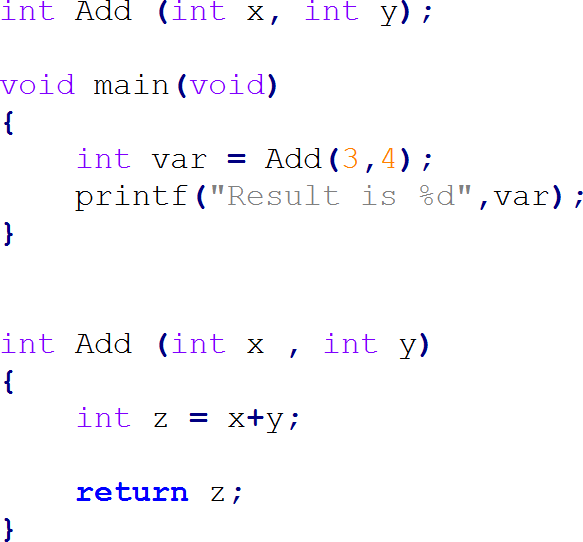 int Add (int x, int y);
void main(void)
{
    int var = Add(3,4);
    printf("Result is %d",var);
}
int Add (int x , int y)
{
    int z = x+y;
    return z;
}